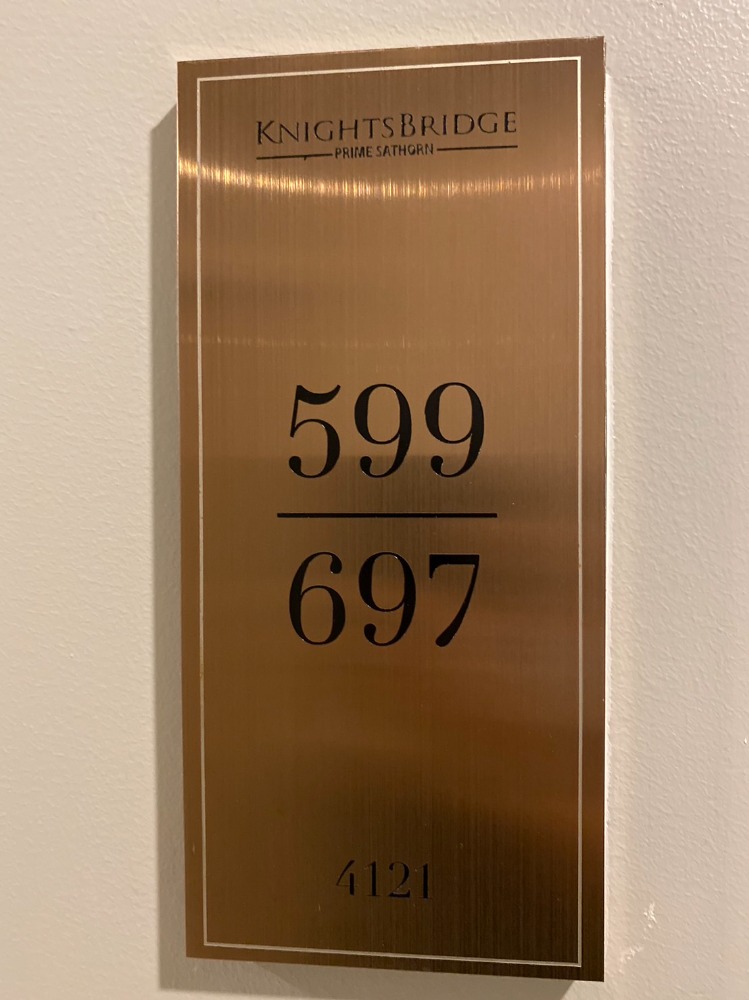 KNIGHTSBRIDGE
PRIME SATHORN
599
697
4121